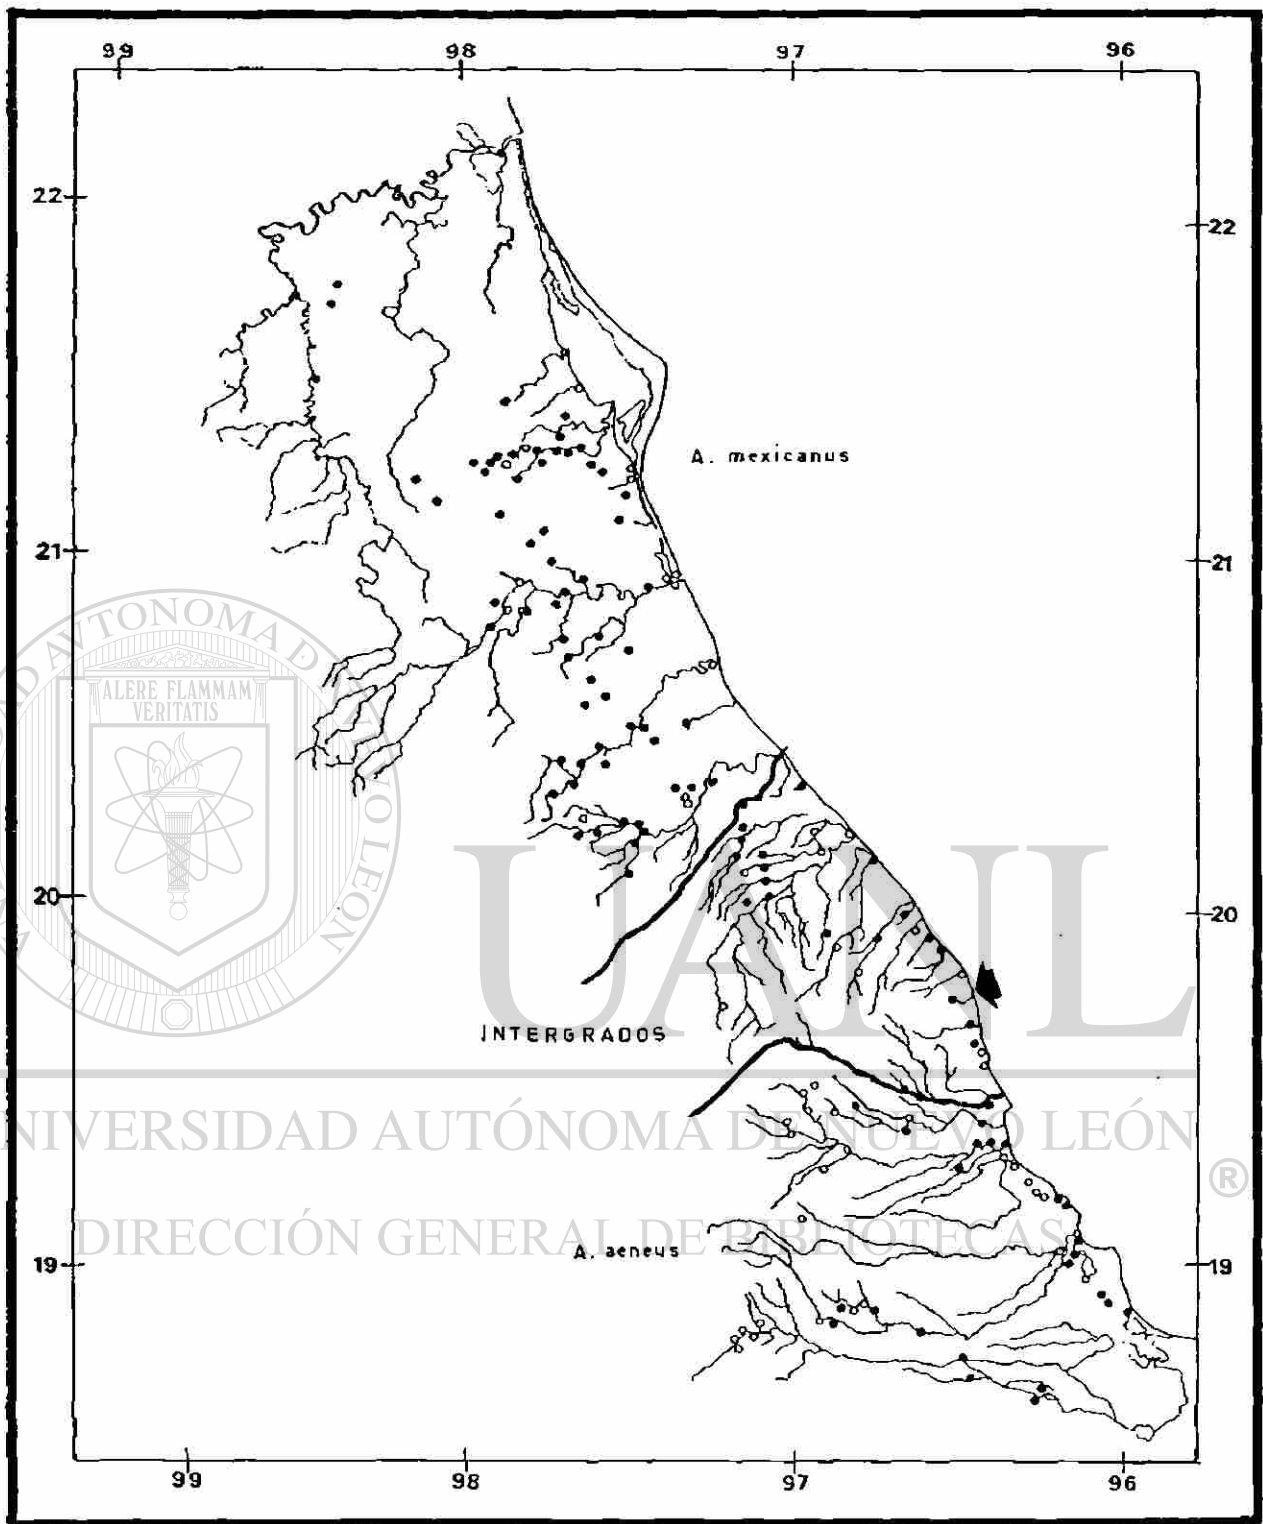 99 98 97 96
22
22
A. mexicanus
21
21
ALERE FLAMMAM
VERITATIS
20
20
UANL
INTERGRADOS
UNIVERSIDAD AUTÓNOMA DE NUEVO LEÓN
®
DIRECCIÓN GENERAL DE BIBLIOTECAS
A. aeneus
19
19
99 98 97 96